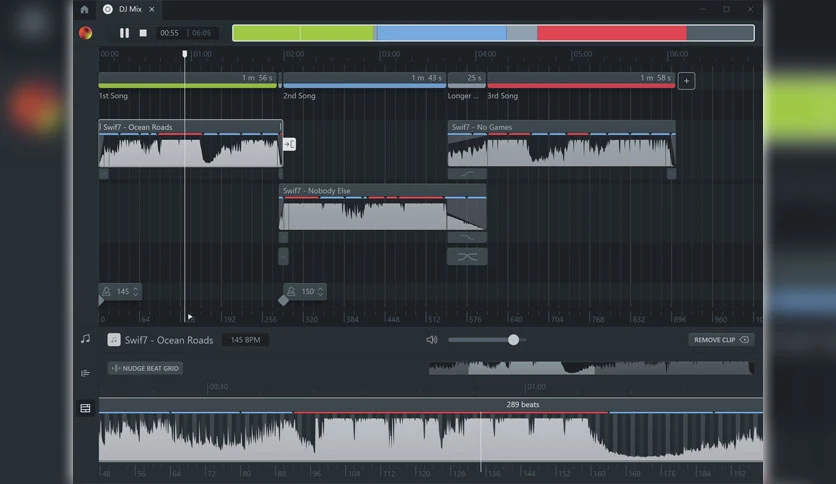 DJ Mix
00:55 06:05
00:00 01:00 02:00 03:00 04:00 05:00 06:00
1 m 56 s 1 m 43 s 25 s 1 m 58 s
1st Song 2nd Song Longer ... 3rd Song
Swif7 - Ocean Roads Swif7 - No Games
Swif7 - Nobody Else
145 150
0 64 192 256 320 384 448 512 576 640 704 768 832 896 960
Swif7 - Ocean Roads 145 BPM REMOVE CLIP
NUDGE BEAT GRID
00:30 01:00
289 beats
48 56 64 72 80 88 96 104 112 120 128 136 144 152 160 168 176 184 192